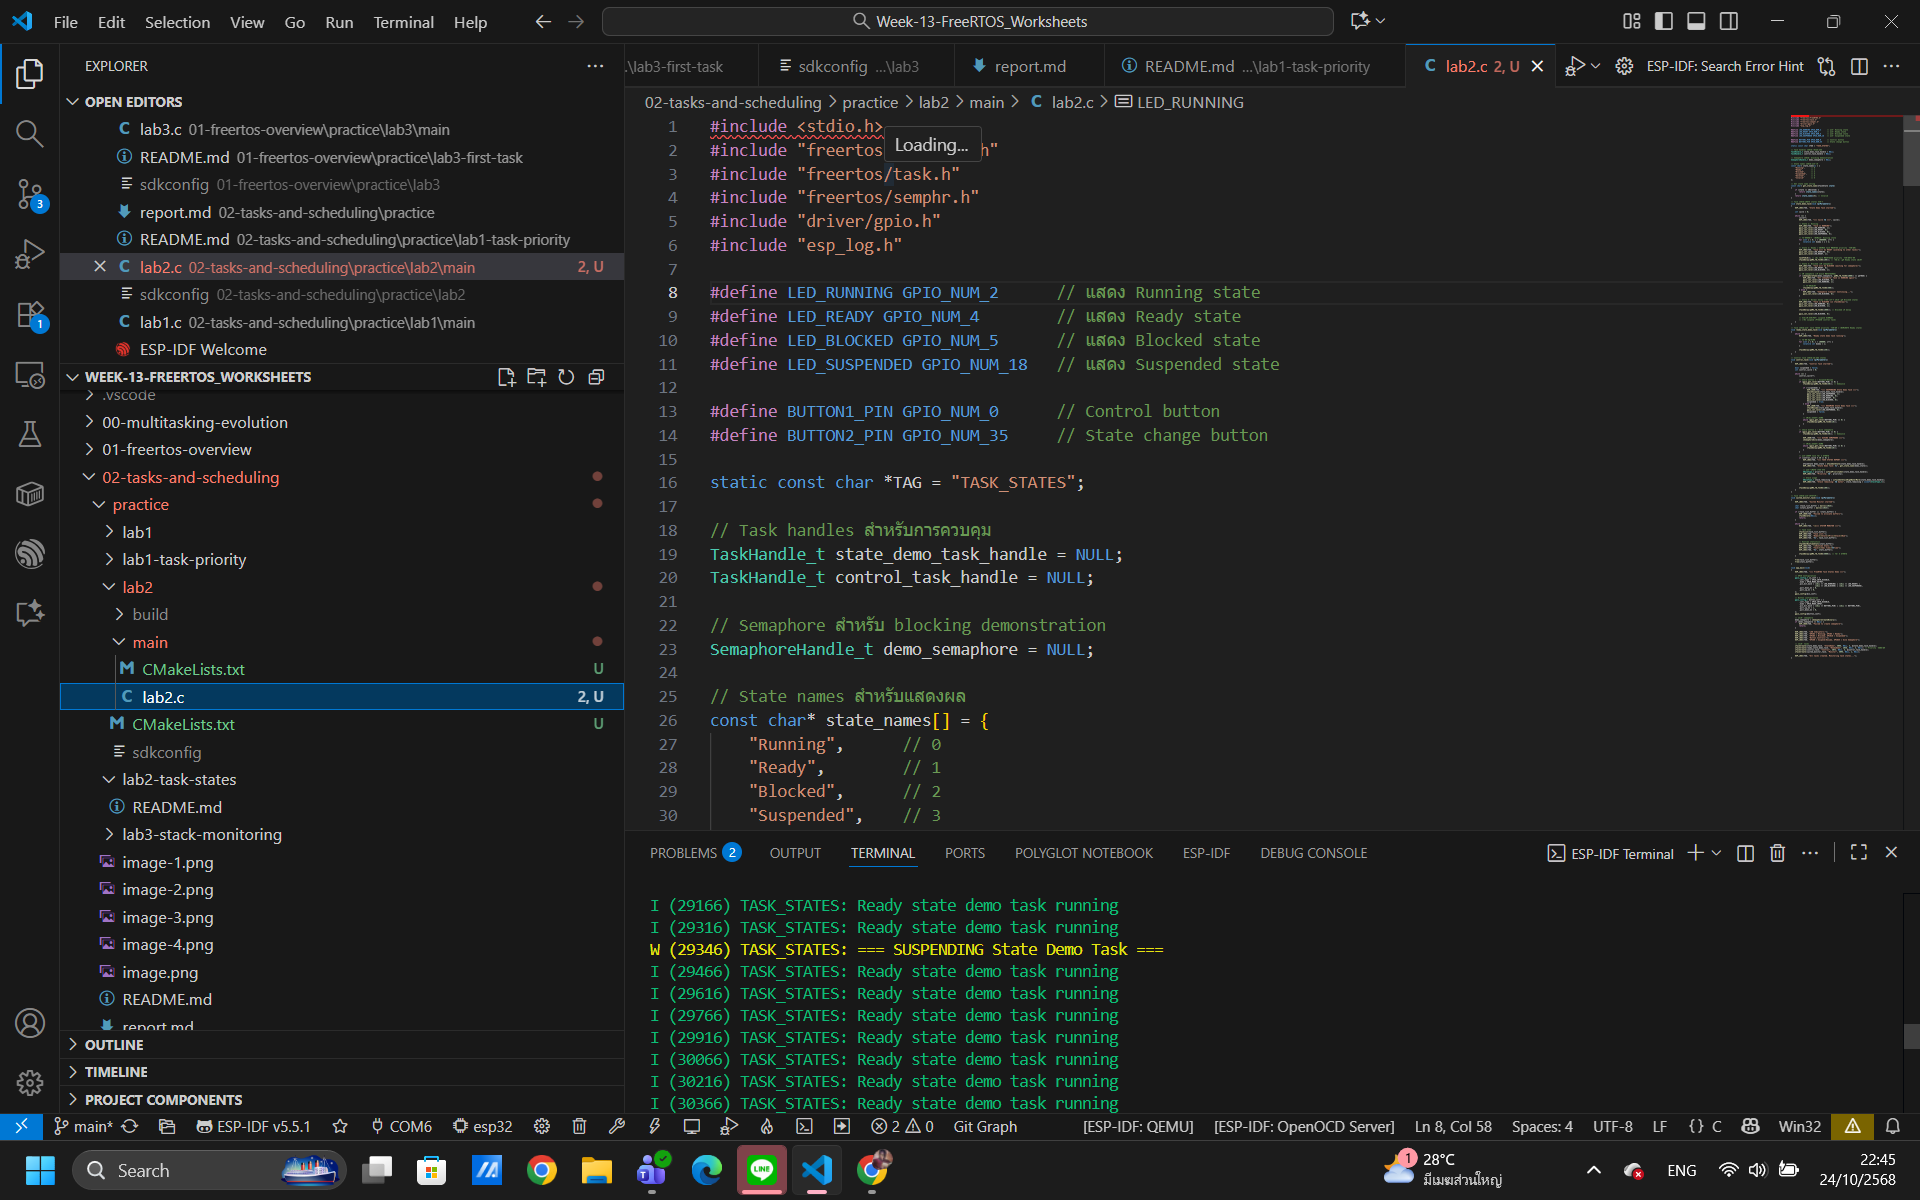 File Edit Selection View Go Run Terminal Help
Week-13-FreeRTOS_Worksheets
EXPLORER
OPEN EDITORS
lab3.c 01-freertos-overview\practice\lab3\main
README.md 01-freertos-overview\practice\lab3-first-task
sdkconfig 01-freertos-overview\practice\lab3
report.md 02-tasks-and-scheduling\practice
README.md 02-tasks-and-scheduling\practice\lab1-task-priority
lab2.c 02-tasks-and-scheduling\practice\lab2\main 2, U
sdkconfig 02-tasks-and-scheduling\practice\lab2
lab1.c 02-tasks-and-scheduling\practice\lab1\main
ESP-IDF Welcome
WEEK-13-FREERTOS_WORKSHEETS
.vscode
00-multitasking-evolution
01-freertos-overview
02-tasks-and-scheduling
practice
lab1
lab1-task-priority
lab2
build
main
CMakeLists.txt U
lab2.c 2, U
CMakeLists.txt U
sdkconfig
lab2-task-states
README.md
lab3-stack-monitoring
image-1.png
image-2.png
image-3.png
image-4.png
image.png
README.md
report.md
OUTLINE
TIMELINE
PROJECT COMPONENTS
3
1
.\lab3-first-task sdkconfig ...\lab3 report.md README.md ...\lab1-task-priority lab2.c 2, U ESP-IDF: Search Error Hint
02-tasks-and-scheduling > practice > lab2 > main > C lab2.c > LED_RUNNING
1 #include <stdio.h>
Loading...
2 #include "freertos h"
3 #include "freertos/task.h"
4 #include "freertos/semphr.h"
5 #include "driver/gpio.h"
6 #include "esp_log.h"
7
8 #define LED_RUNNING GPIO_NUM_2 // แสดง Running state
9 #define LED_READY GPIO_NUM_4 // แสดง Ready state
10 #define LED_BLOCKED GPIO_NUM_5 // แสดง Blocked state
11 #define LED_SUSPENDED GPIO_NUM_18 // แสดง Suspended state
12
13 #define BUTTON1_PIN GPIO_NUM_0 // Control button
14 #define BUTTON2_PIN GPIO_NUM_35 // State change button
15
16 static const char *TAG = "TASK_STATES";
17
18 // Task handles สำหรับการควบคุม
19 TaskHandle_t state_demo_task_handle = NULL;
20 TaskHandle_t control_task_handle = NULL;
21
22 // Semaphore สำหรับ blocking demonstration
23 SemaphoreHandle_t demo_semaphore = NULL;
24
25 // State names สำหรับแสดงผล
26 const char* state_names[] = {
27 "Running", // 0
28 "Ready", // 1
29 "Blocked", // 2
30 "Suspended", // 3
PROBLEMS 2 OUTPUT TERMINAL PORTS POLYGLOT NOTEBOOK ESP-IDF DEBUG CONSOLE ESP-IDF Terminal
I (29166) TASK_STATES: Ready state demo task running
I (29316) TASK_STATES: Ready state demo task running
W (29346) TASK_STATES: === SUSPENDING State Demo Task ===
I (29466) TASK_STATES: Ready state demo task running
I (29616) TASK_STATES: Ready state demo task running
I (29766) TASK_STATES: Ready state demo task running
I (29916) TASK_STATES: Ready state demo task running
I (30066) TASK_STATES: Ready state demo task running
I (30216) TASK_STATES: Ready state demo task running
I (30366) TASK_STATES: Ready state demo task running
main* ESP-IDF v5.5.1 COM6 esp32 2 0 Git Graph [ESP-IDF: QEMU] [ESP-IDF: OpenOCD Server] Ln 8, Col 58 Spaces: 4 UTF-8 LF {} C Win32
Search LINE 1 28°C ENG 22:45
มีเมฆส่วนใหญ่ 24/10/2568